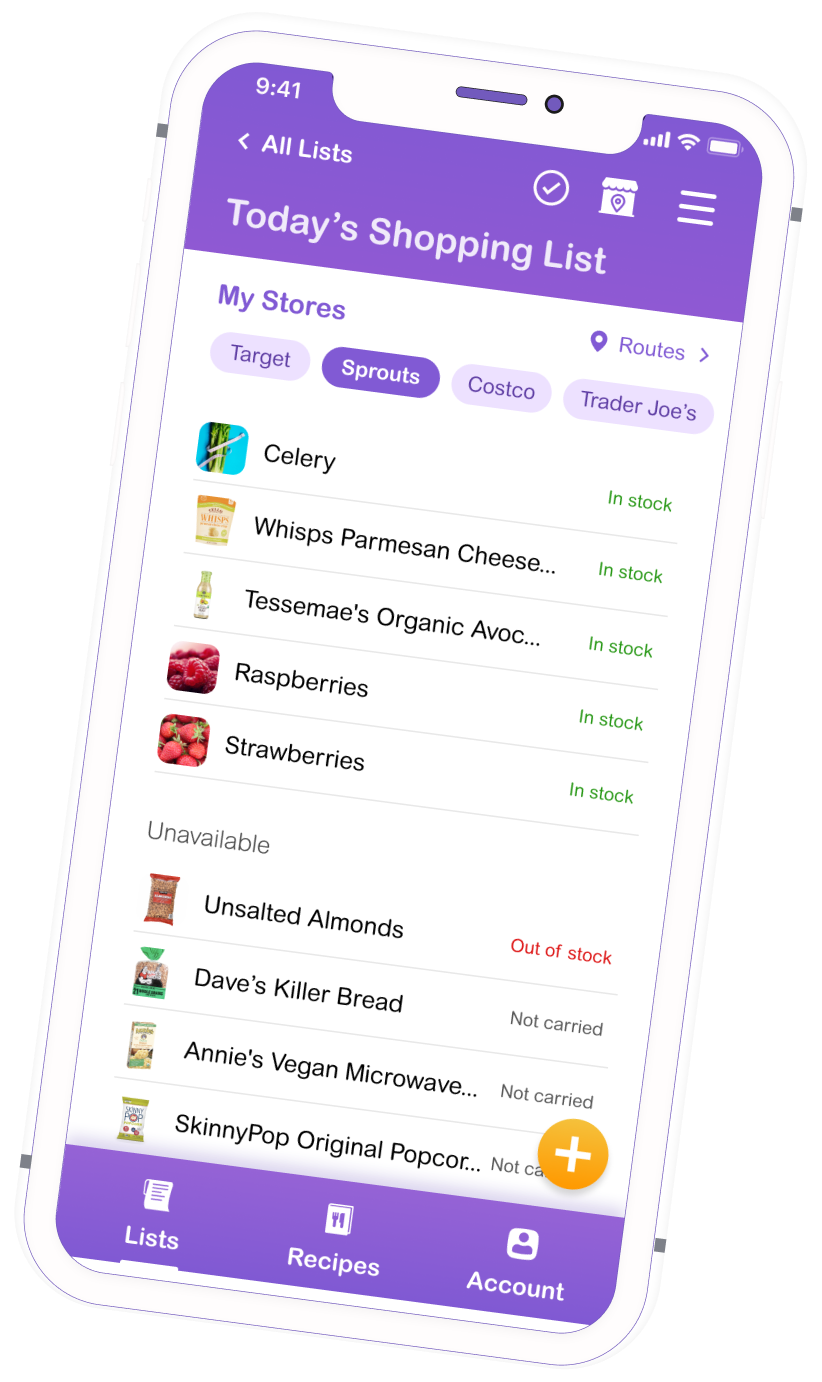 9:41
All Lists
Today’s Shopping List
My Stores
Routes
Target
Sprouts
Costco
Trader Joe’s
Celery
In stock
WHISPS
Whisps Parmesan Cheese...
In stock
Tessemae's Organic Avoc...
In stock
Raspberries
In stock
Strawberries
In stock
Unavailable
Unsalted Almonds
Out of stock
Dave’s Killer Bread
Not carried
Annie's Vegan Microwave...
Not carried
SKINNY
POP
SkinnyPop Original Popcor...
Not ca
Lists
Recipes
Account